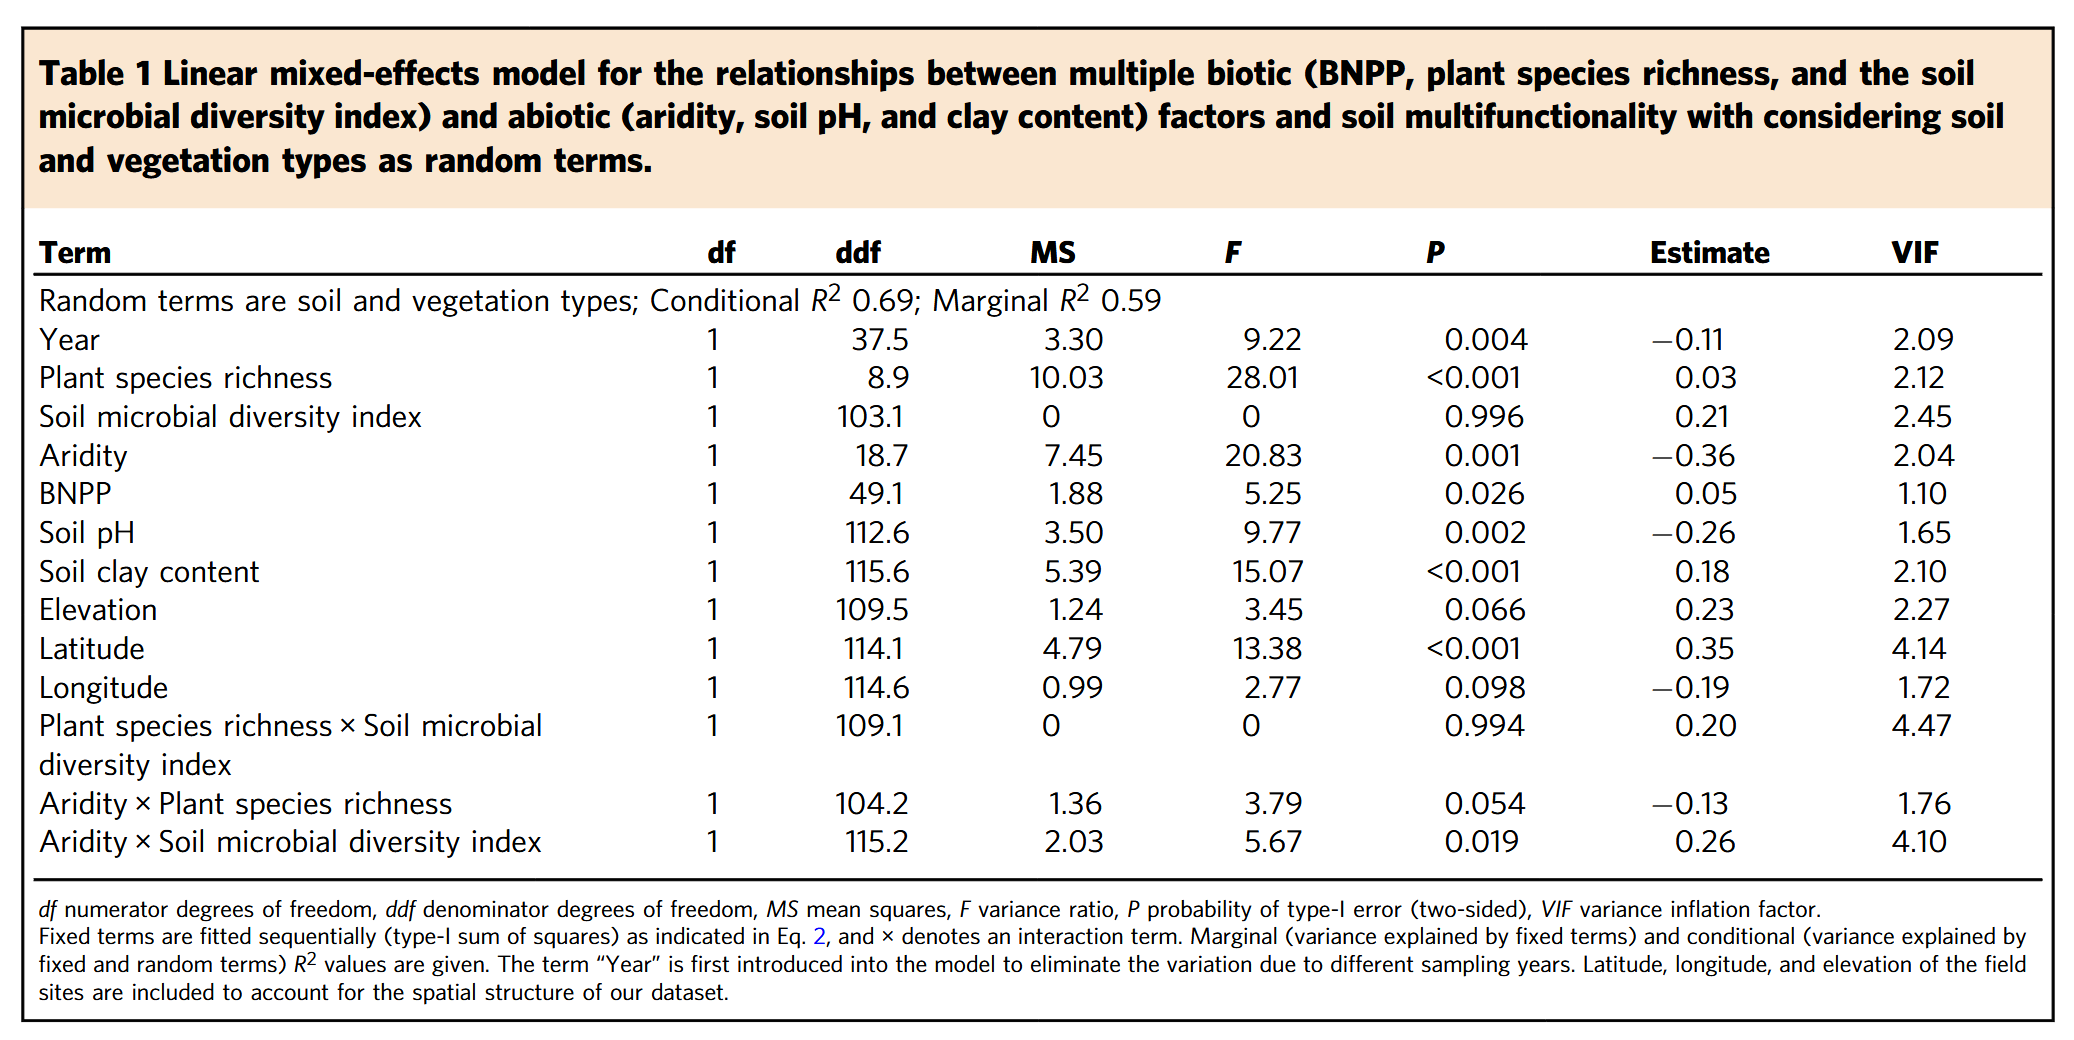 Table 1 Linear mixed-effects model for the relationships between multiple biotic (BNPP, plant species richness, and the soil
microbial diversity index) and abiotic (aridity, soil pH, and clay content) factors and soil multifunctionality with considering soil
and vegetation types as random terms.
Term df ddf MS F P Estimate VIF
Random terms are soil and vegetation types; Conditional R2 0.69; Marginal R2 0.59
Year 1 37.5 3.30 9.22 0.004 −0.11 2.09
Plant species richness 1 8.9 10.03 28.01 <0.001 0.03 2.12
Soil microbial diversity index 1 103.1 0 0 0.996 0.21 2.45
Aridity 1 18.7 7.45 20.83 0.001 −0.36 2.04
BNPP 1 49.1 1.88 5.25 0.026 0.05 1.10
Soil pH 1 112.6 3.50 9.77 0.002 −0.26 1.65
Soil clay content 1 115.6 5.39 15.07 <0.001 0.18 2.10
Elevation 1 109.5 1.24 3.45 0.066 0.23 2.27
Latitude 1 114.1 4.79 13.38 <0.001 0.35 4.14
Longitude 1 114.6 0.99 2.77 0.098 −0.19 1.72
Plant species richness × Soil microbial 1 109.1 0 0 0.994 0.20 4.47
diversity index
Aridity × Plant species richness 1 104.2 1.36 3.79 0.054 −0.13 1.76
Aridity × Soil microbial diversity index 1 115.2 2.03 5.67 0.019 0.26 4.10
df numerator degrees of freedom, ddf denominator degrees of freedom, MS mean squares, F variance ratio, P probability of type-I error (two-sided), VIF variance inflation factor.
Fixed terms are fitted sequentially (type-I sum of squares) as indicated in Eq. 2, and × denotes an interaction term. Marginal (variance explained by fixed terms) and conditional (variance explained by
fixed and random terms) R2 values are given. The term “Year” is first introduced into the model to eliminate the variation due to different sampling years. Latitude, longitude, and elevation of the field
sites are included to account for the spatial structure of our dataset.